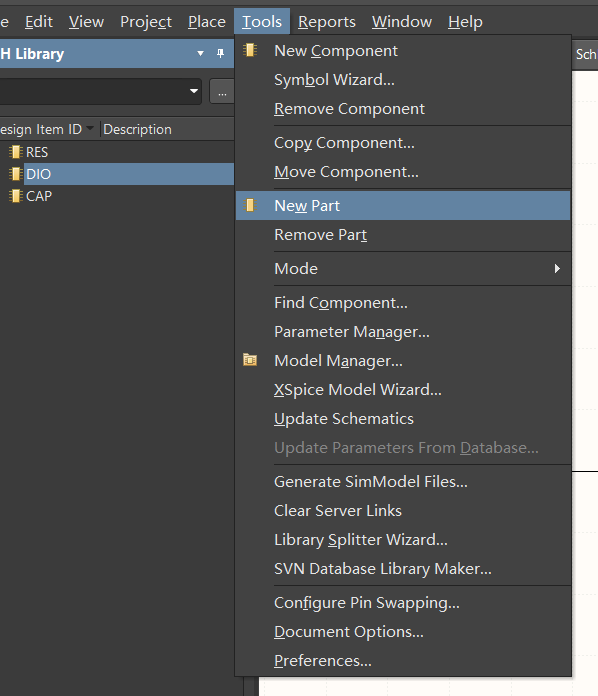 Edit View Project Place Tools Reports Window Help
H Library
...
esign Item ID Description
RES
DIO
CAP
New Component
Symbol Wizard...
Remove Component
Copy Component...
Move Component...
New Part
Remove Part
Mode
Find Component...
Parameter Manager...
Model Manager...
XSpice Model Wizard...
Update Schematics
Update Parameters From Database...
Generate SimModel Files...
Clear Server Links
Library Splitter Wizard...
SVN Database Library Maker...
Configure Pin Swapping...
Document Options...
Preferences...
Sch